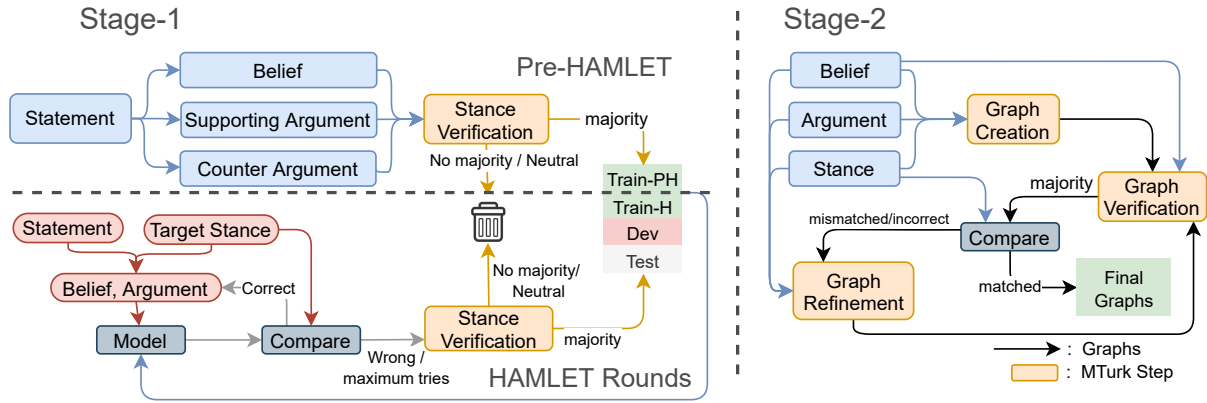 Stage-1
Pre-HAMLET
Statement
Belief
Supporting Argument
Counter Argument
Stance
Verification
majority
No majority / Neutral
Train-PH
Train-H
Dev
Test
Statement
Target Stance
Belief, Argument
Correct
Model
Compare
Wrong /
maximum tries
No majority/
Neutral
Stance
Verification
majority
HAMLET Rounds
Stage-2
Belief
Argument
Stance
Graph
Creation
majority
Graph
Verification
mismatched/incorrect
Compare
Graph
Refinement
matched
Final
Graphs
: Graphs
: MTurk Step